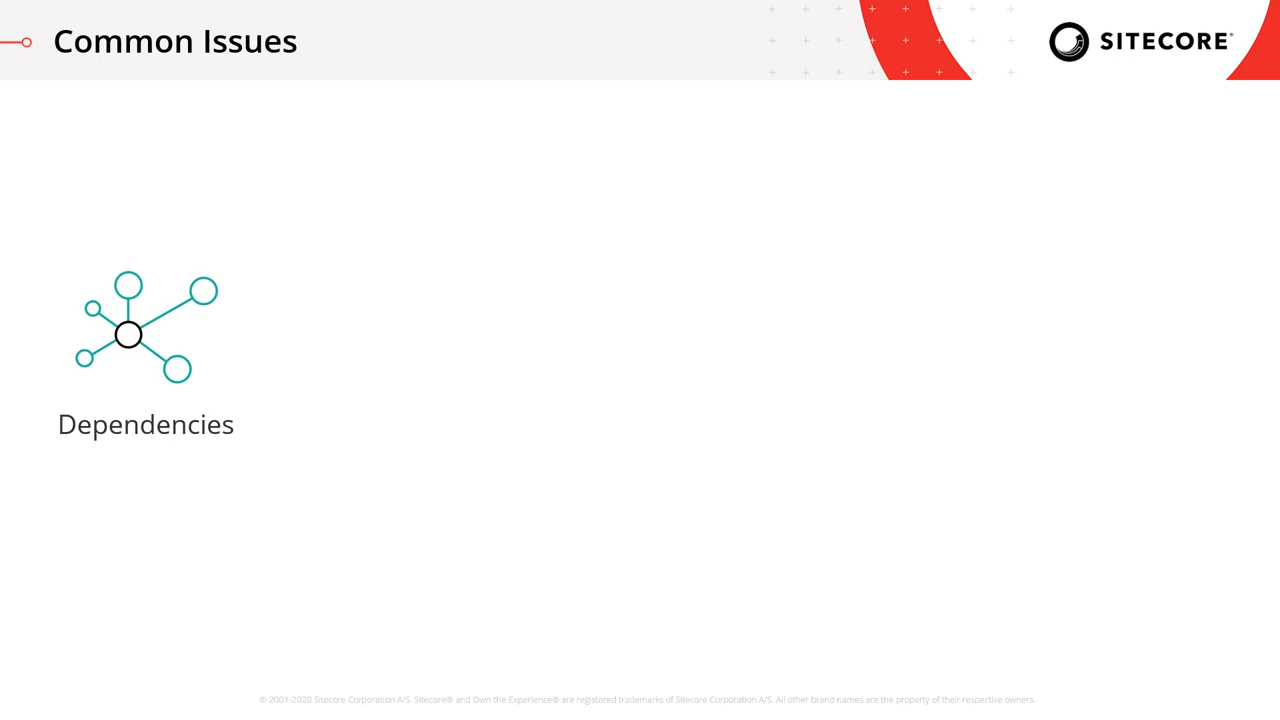 Common Issues
SITECORE®
Dependencies
© 2001-2020 Sitecore Corporation A/S. Sitecore® and Own the Experience® are registered trademarks of Sitecore Corporation A/S. All other brand names are the property of their respective owners.